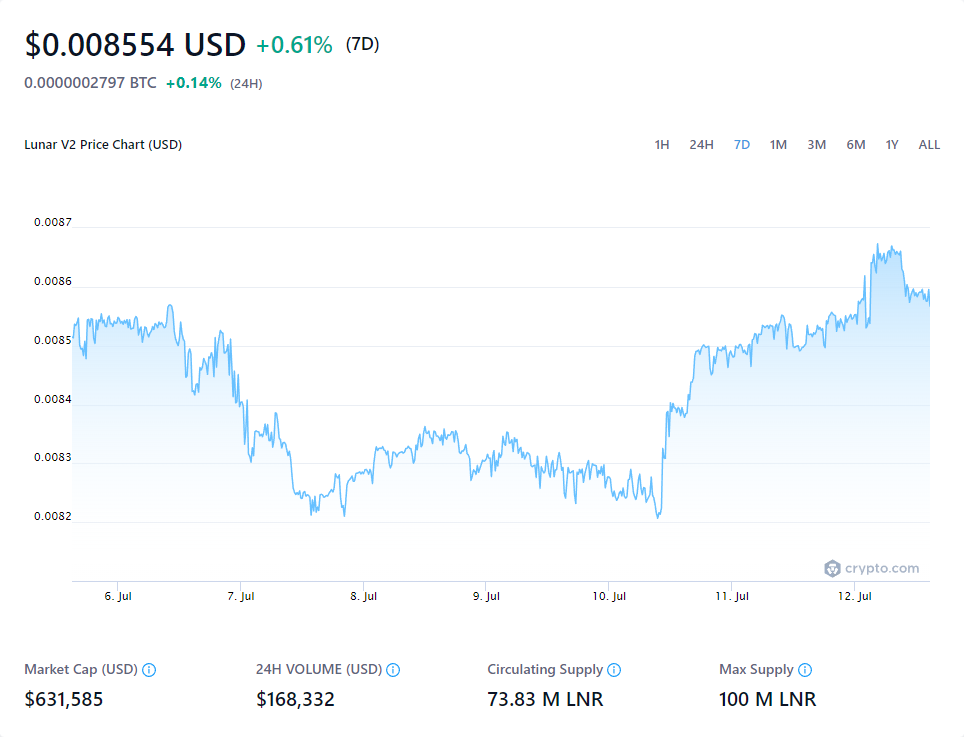 $0.008554 USD +0.61% (7D)
0.0000002797 BTC +0.14% (24H)
Lunar V2 Price Chart (USD) 1H 24H 7D 1M 3M 6M 1Y ALL
0.0087
0.0086
0.0085
0.0084
0.0083
0.0082
crypto.com
6. Jul 7. Jul 8. Jul 9. Jul 10. Jul 11. Jul 12. Jul
Market Cap (USD) 24H VOLUME (USD) Circulating Supply Max Supply
$631,585 $168,332 73.83 M LNR 100 M LNR